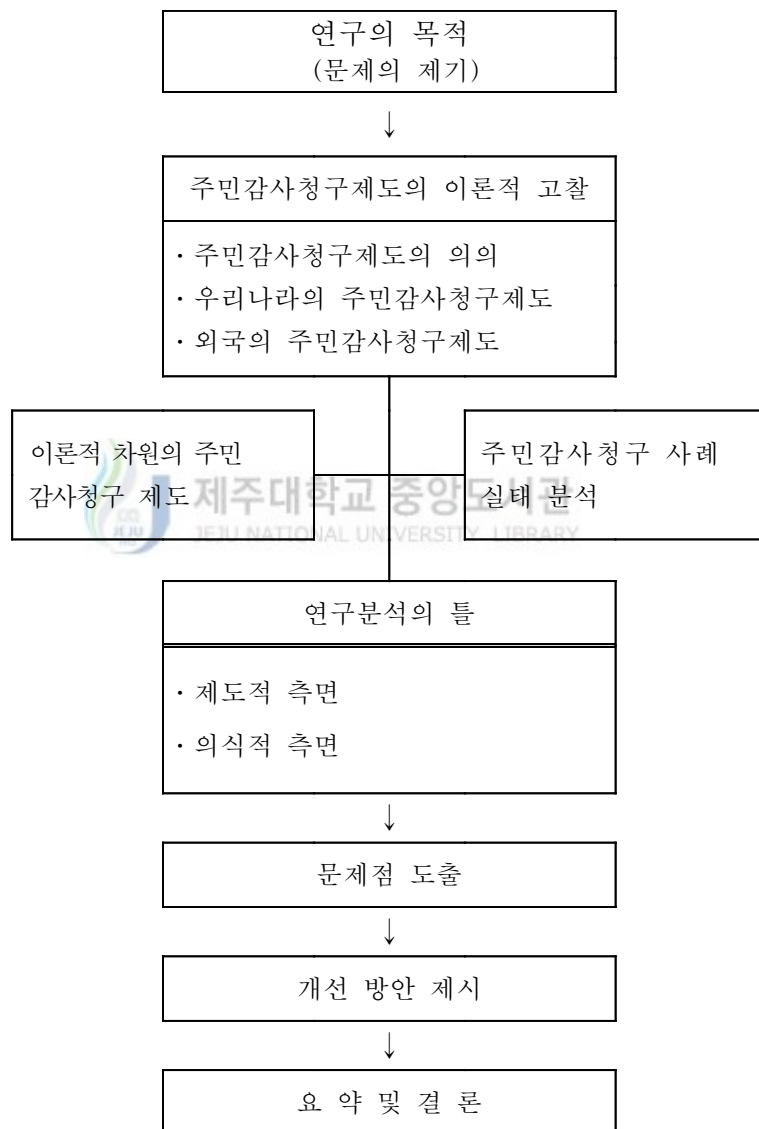 연구의 목적
(문제의 제기)
↓
주민감사청구제도의 이론적 고찰
· 주민감사청구제도의 의의
· 우리나라의 주민감사청구제도
· 외국의 주민감사청구제도
이론적 차원의 주민
감사청구 제도
주민감사청구 사례
실태 분석
제주대학교 중앙도서관
JEJU NATIONAL UNIVERSITY LIBRARY
연구분석의 틀
· 제도적 측면
· 의식적 측면
↓
문제점 도출
↓
개선 방안 제시
↓
요 약 및 결 론